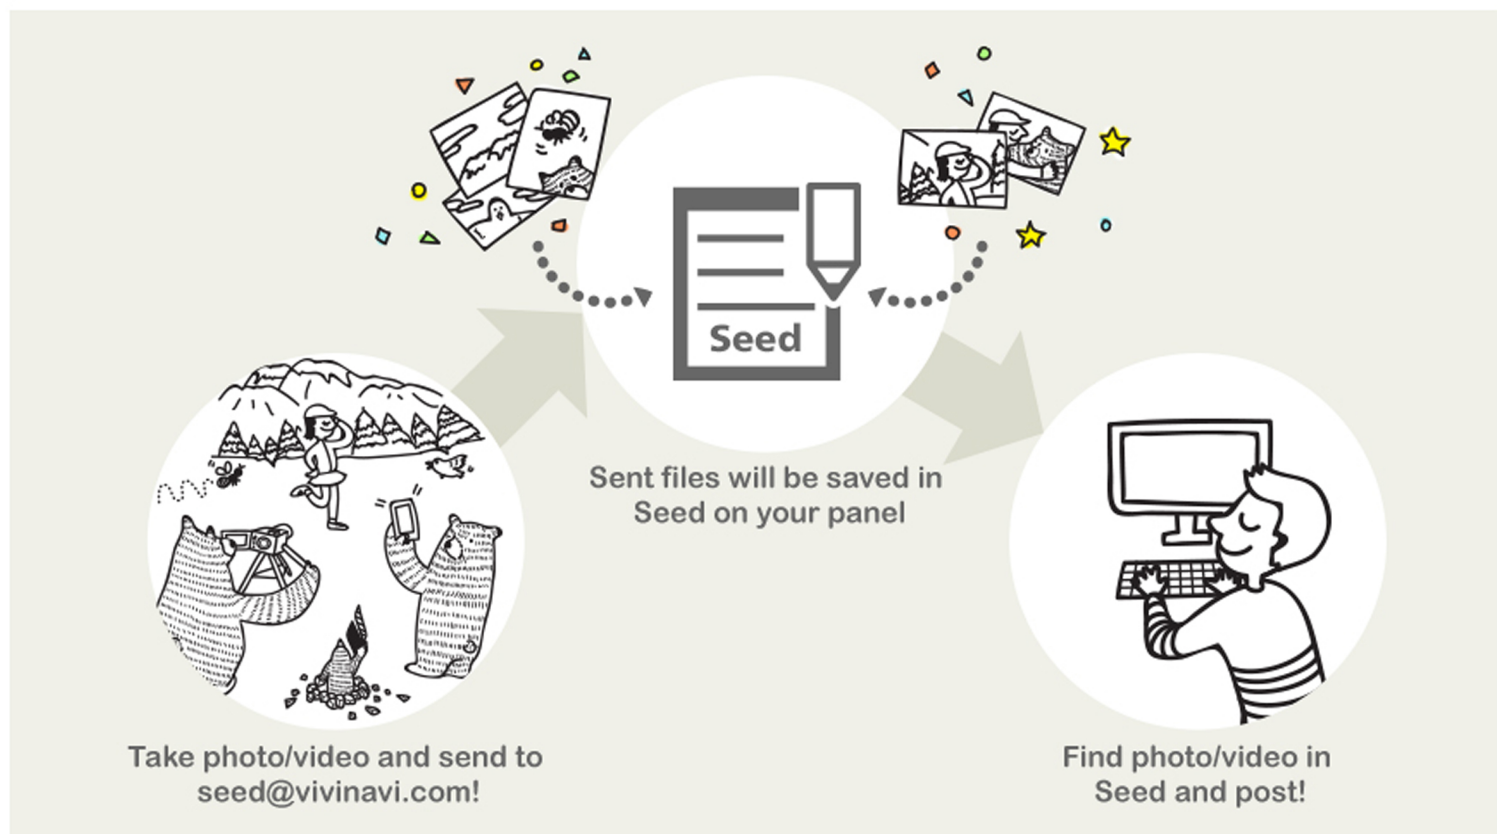 Seed
Sent files will be saved in
Seed on your panel
Take photo/video and send to
seed@vivinavi.com!
Find photo/video in
Seed and post!